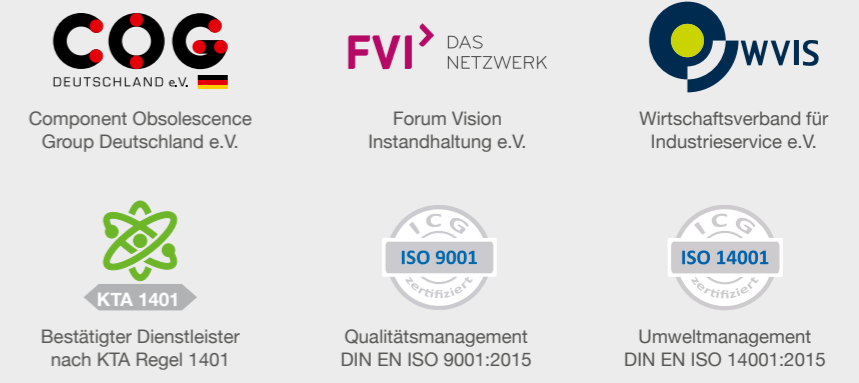 COG
DEUTSCHLAND e.V.
Component Obsolescence
Group Deutschland e.V.
FVI
DAS
NETZWERK
Forum Vision
Instandhaltung e.V.
WVIS
Wirtschaftsverband für
Industrieservice e.V.
KTA 1401
Bestätigter Dienstleister
nach KTA Regel 1401
ICG
ISO 9001
zertifiziert
Qualitätsmanagement
DIN EN ISO 9001:2015
ICG
ISO 14001
zertifiziert
Umweltmanagement
DIN EN ISO 14001:2015